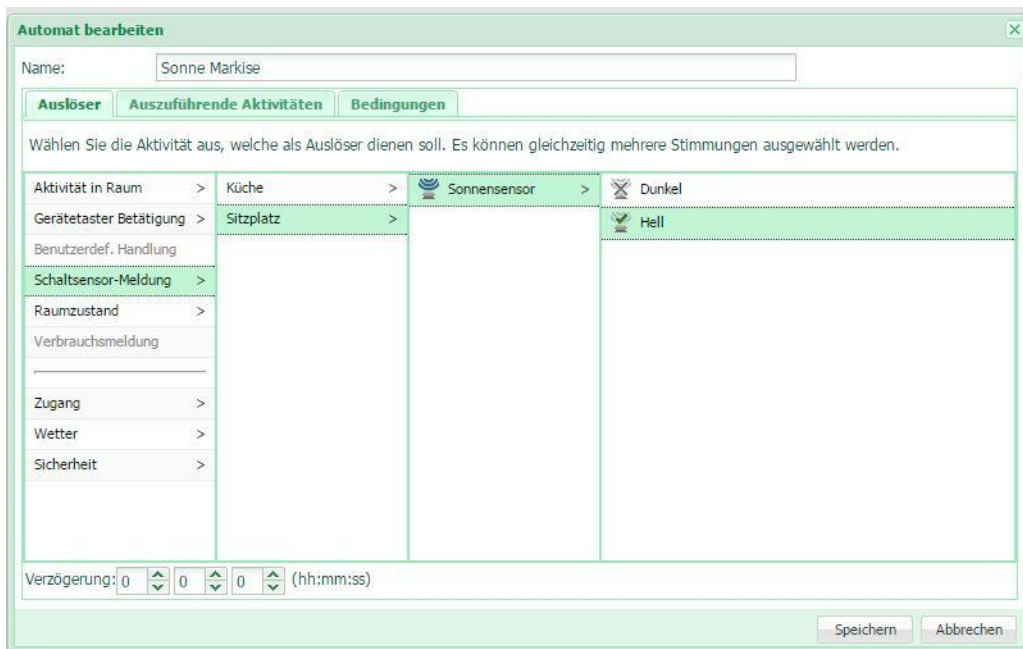 Automat bearbeiten
Name: Sonne Markise
Auslöser Auszuführende Aktivitäten Bedingungen
Wählen Sie die Aktivität aus, welche als Auslöser dienen soll. Es können gleichzeitig mehrere Stimmungen ausgewählt werden.
Aktivität in Raum > Küche > Sonnensensor > Dunkel
Gerätetaster Betätigung > Sitzplatz > Hell
Benutzerdef. Handlung
Schaltsensor-Meldung >
Raumzustand >
Verbrauchsmeldung
Zugang >
Wetter >
Sicherheit >
Verzögerung: 0 0 0 (hh:mm:ss)
Speichern Abbrechen